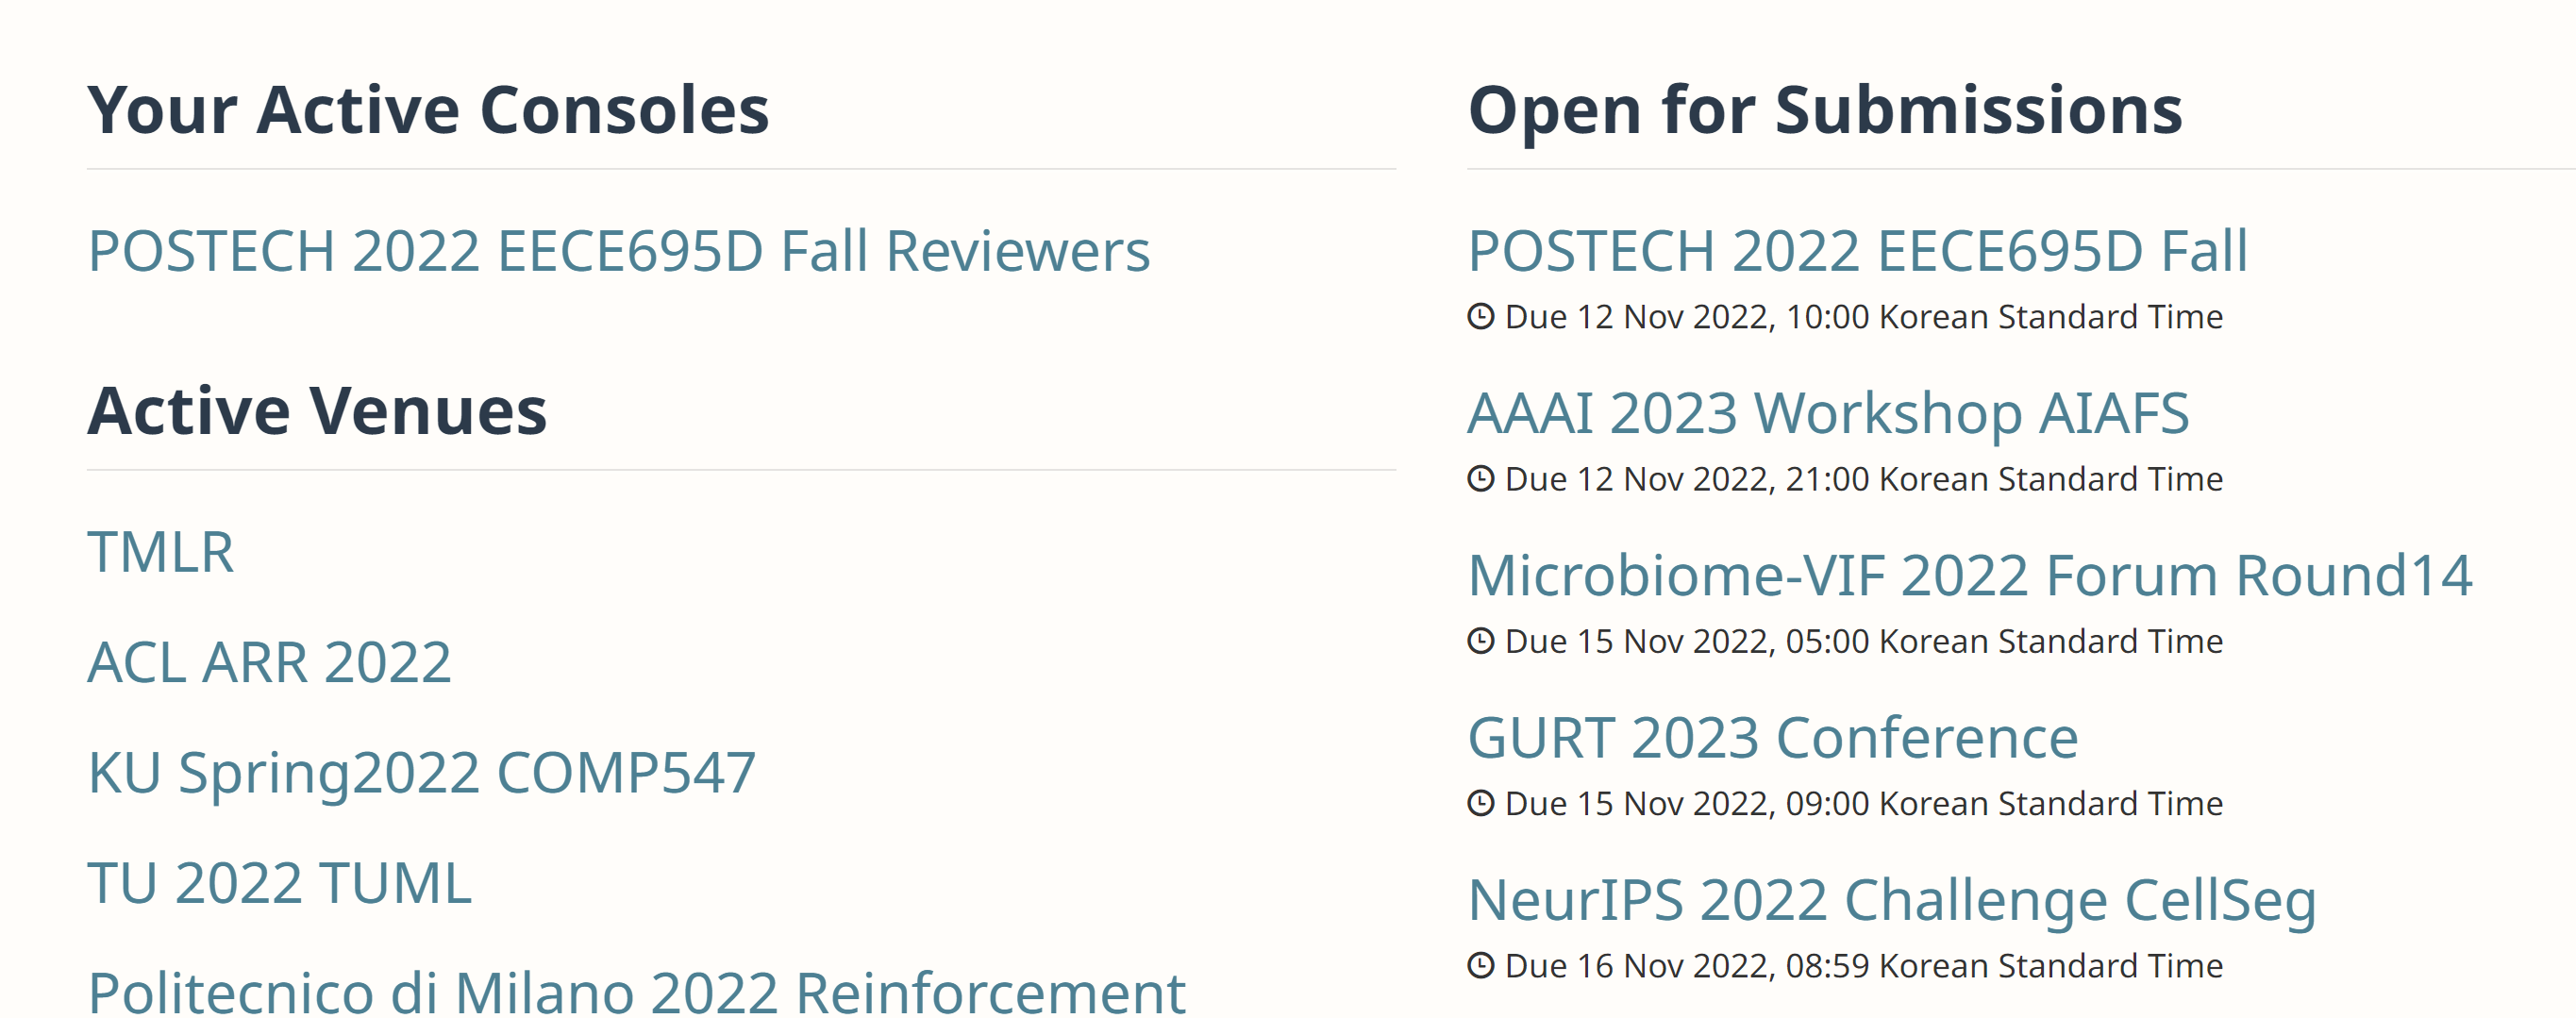 Your Active Consoles
POSTECH 2022 EECE695D Fall Reviewers
Active Venues
TMLR
ACL ARR 2022
KU Spring2022 COMP547
TU 2022 TUML
Politecnico di Milano 2022 Reinforcement
Open for Submissions
POSTECH 2022 EECE695D Fall
Due 12 Nov 2022, 10:00 Korean Standard Time
AAAI 2023 Workshop AIAFS
Due 12 Nov 2022, 21:00 Korean Standard Time
Microbiome-VIF 2022 Forum Round14
Due 15 Nov 2022, 05:00 Korean Standard Time
GURT 2023 Conference
Due 15 Nov 2022, 09:00 Korean Standard Time
NeurIPS 2022 Challenge CellSeg
Due 16 Nov 2022, 08:59 Korean Standard Time